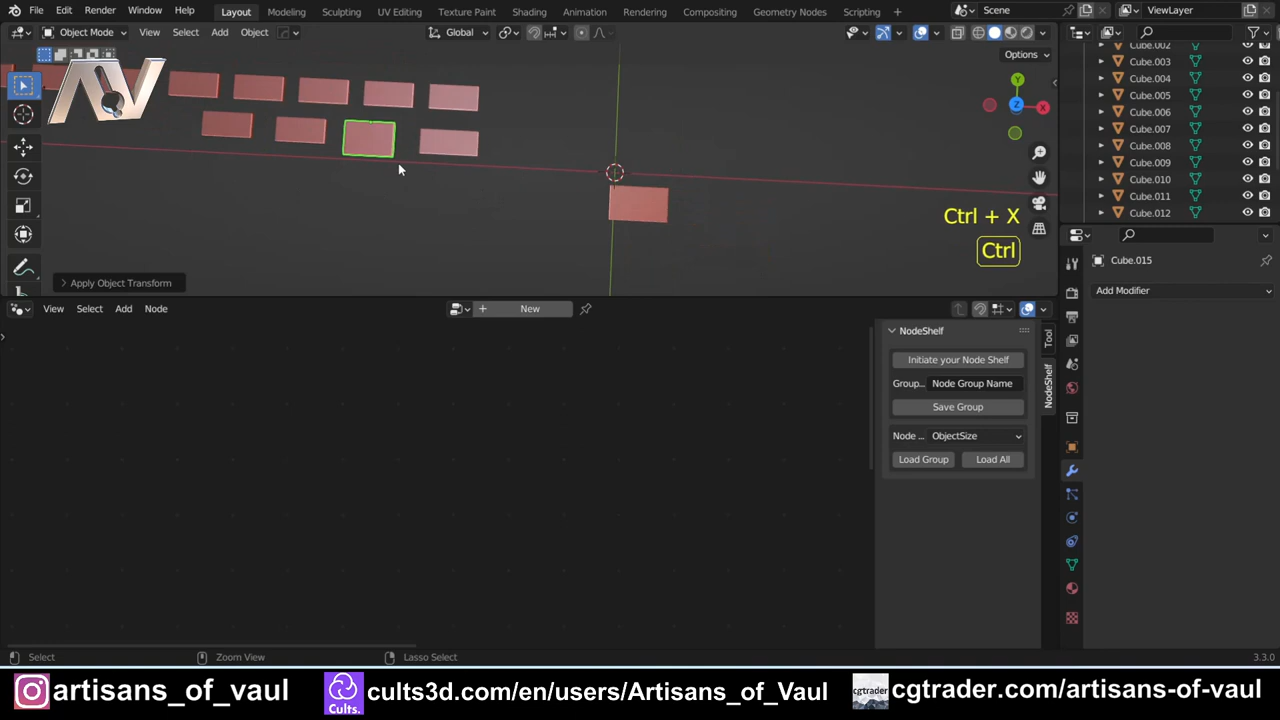 File Edit Render Window Help Layout Modeling Sculpting UV Editing Texture Paint Shading Animation Rendering Compositing Geometry Nodes Scripting + Scene ViewLayer
Object Mode View Select Add Object Global
Options
Cube.002
Cube.003
Cube.004
Cube.005
Cube.006
Cube.007
Cube.008
Cube.009
Cube.010
Cube.011
Cube.012
AV
Y
Z
X
Ctrl + X
Ctrl
Cube.015
Add Modifier
Apply Object Transform
View Select Add Node New
NodeShelf
Initiate your Node Shelf
Group... Node Group Name
Save Group
Node ... ObjectSize
Load Group Load All
Tool
NodeShelf
Select Zoom View Lasso Select 3.3.0
artisans_of_vaul Cults. cults3d.com/en/users/Artisans_of_Vaul cgtrader.com/artisans-of-vaul